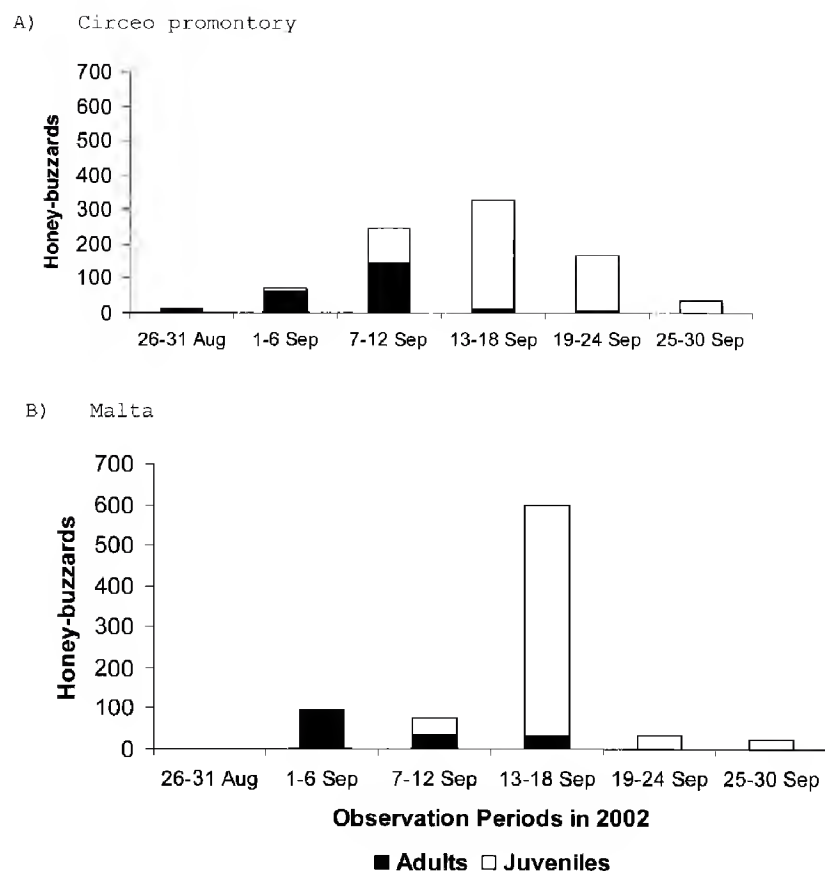 A) Circeo promontory
700
600
500
400
300
200
100
0
Honey-buzzards
26-31 Aug 1-6 Sep 7-12 Sep 13-18 Sep 19-24 Sep 25-30 Sep
B) Malta
700
600
500
400
300
200
100
0
Honey-buzzards
26-31 Aug 1-6 Sep 7-12 Sep 13-18 Sep 19-24 Sep 25-30 Sep
Observation Periods in 2002
Adults Juveniles